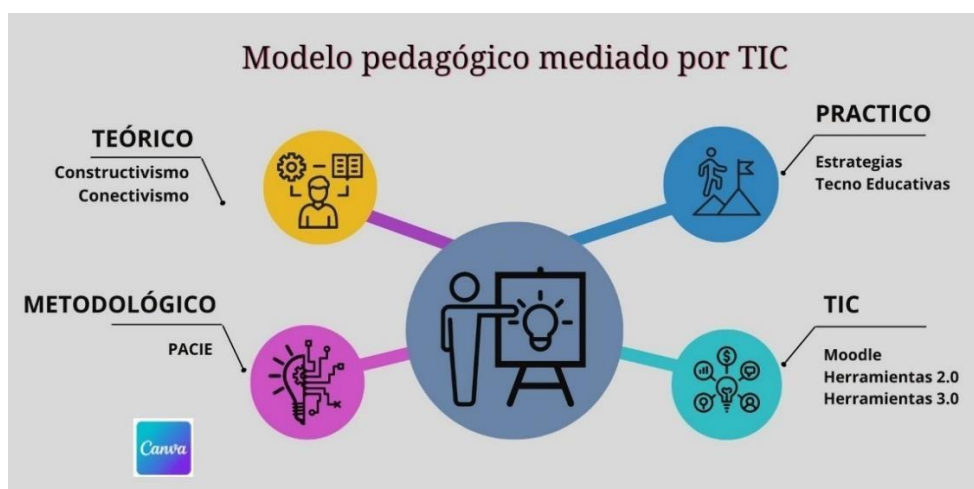 Modelo pedagógico mediado por TIC
TEÓRICO
Constructivismo
Conectivismo
PRACTICO
Estrategias
Tecno Educativas
METODOLÓGICO
PACIE
TIC
Moodle
Herramientas 2.0
Herramientas 3.0
Canva